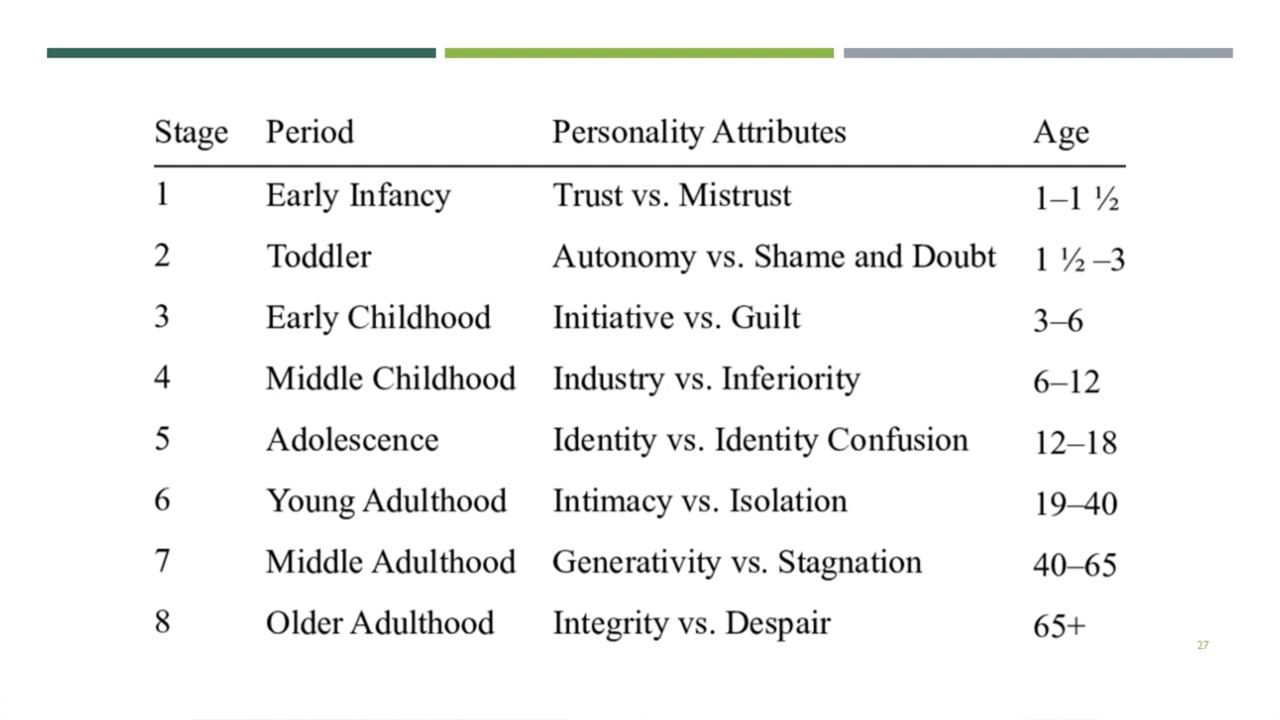 Stage Period Personality Attributes Age
1 Early Infancy Trust vs. Mistrust 1–1 ½
2 Toddler Autonomy vs. Shame and Doubt 1 ½ –3
3 Early Childhood Initiative vs. Guilt 3–6
4 Middle Childhood Industry vs. Inferiority 6–12
5 Adolescence Identity vs. Identity Confusion 12–18
6 Young Adulthood Intimacy vs. Isolation 19–40
7 Middle Adulthood Generativity vs. Stagnation 40–65
8 Older Adulthood Integrity vs. Despair 65+
27